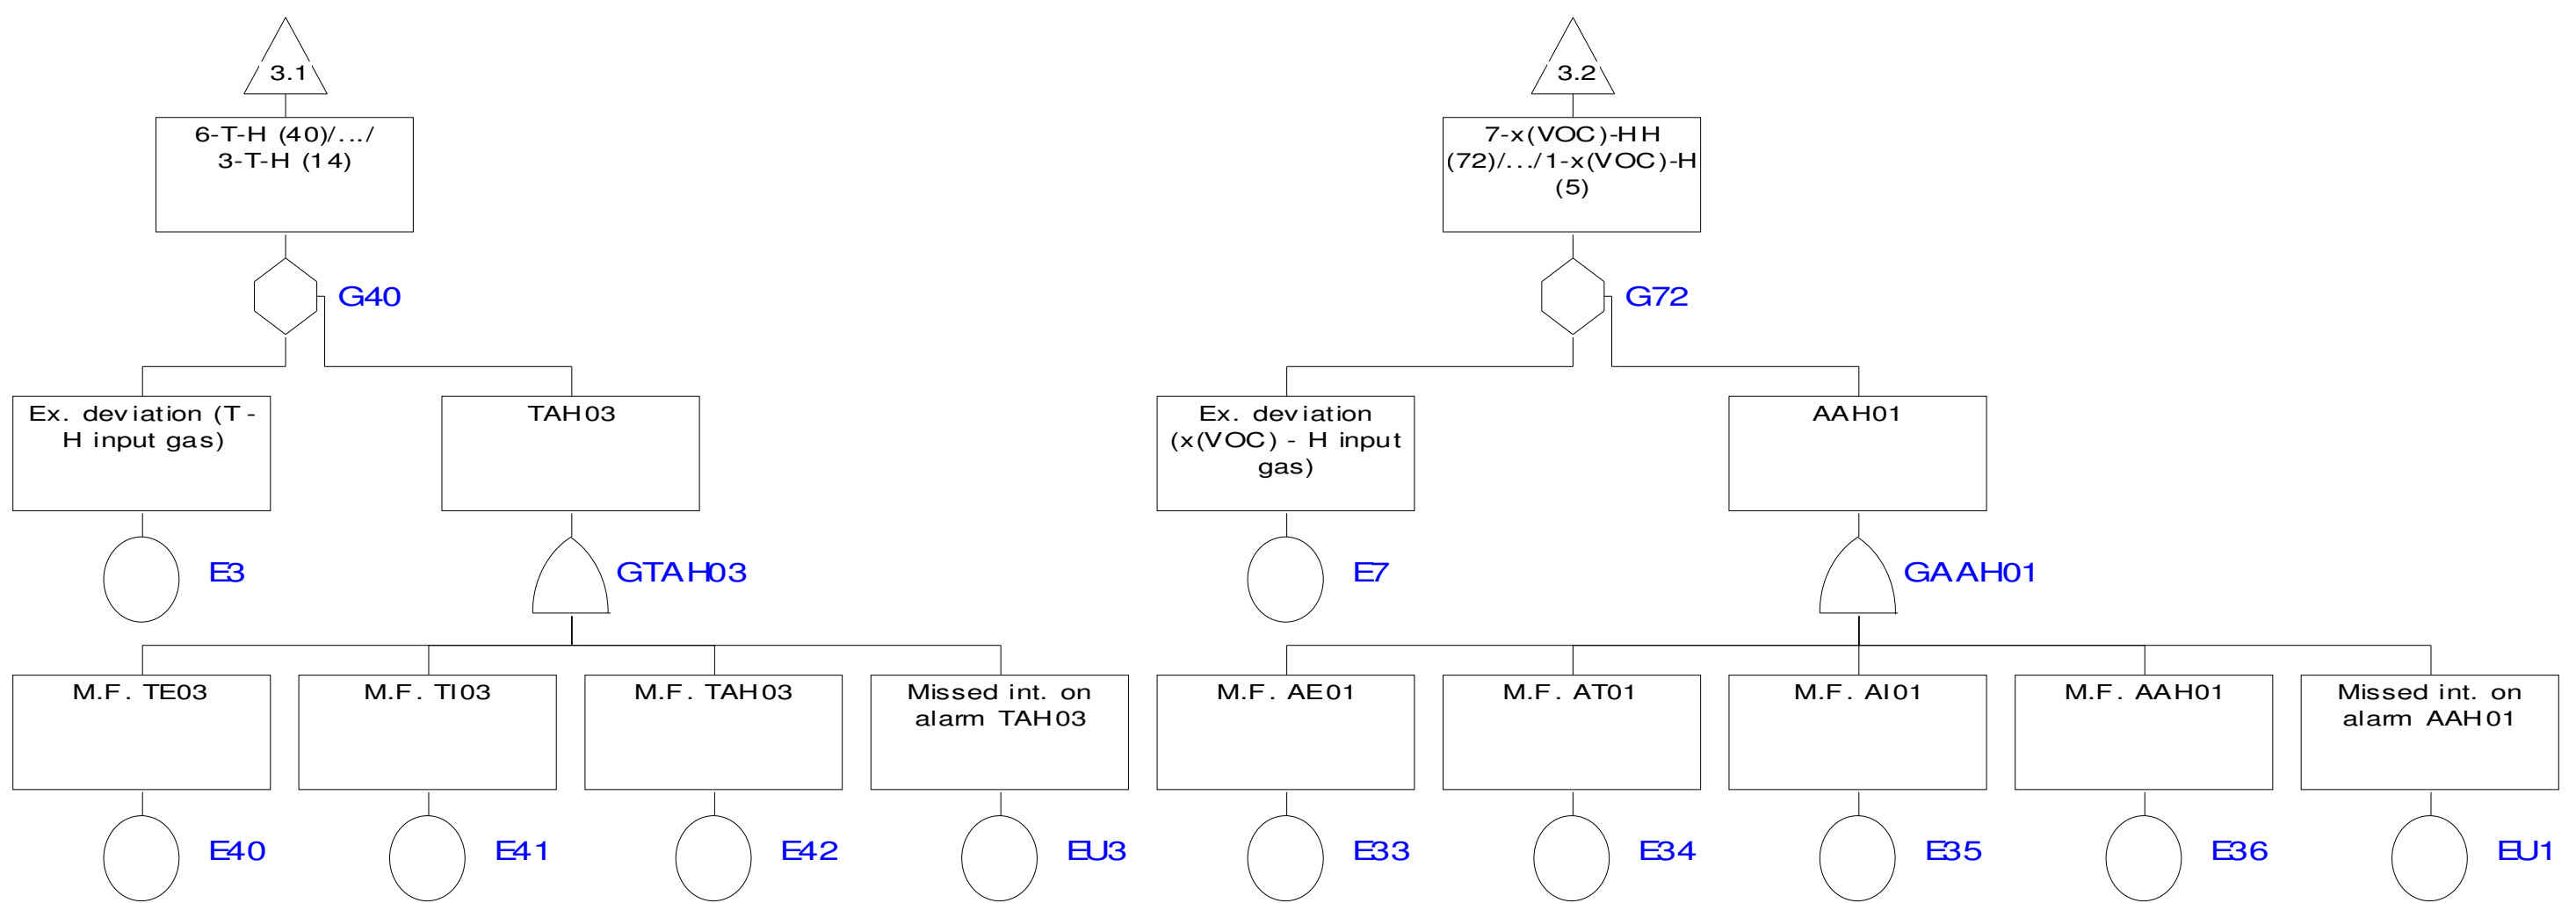 3.1
3.2
6-T-H (40)/.../
3-T-H (14)
7-x(VOC)-HH
(72)/.../1-x(VOC)-H
(5)
G40
G72
Ex. deviation (T -
H input gas)
TAH03
Ex. deviation
(x(VOC) - H input
gas)
AAH01
E3
GTAH03
E7
GAAH01
M.F. TE03
M.F. TI03
M.F. TAH03
Missed int. on
alarm TAH03
M.F. AE01
M.F. AT01
M.F. AI01
M.F. AAH01
Missed int. on
alarm AAH01
E40
E41
E42
EU3
E33
E34
E35
E36
EU1